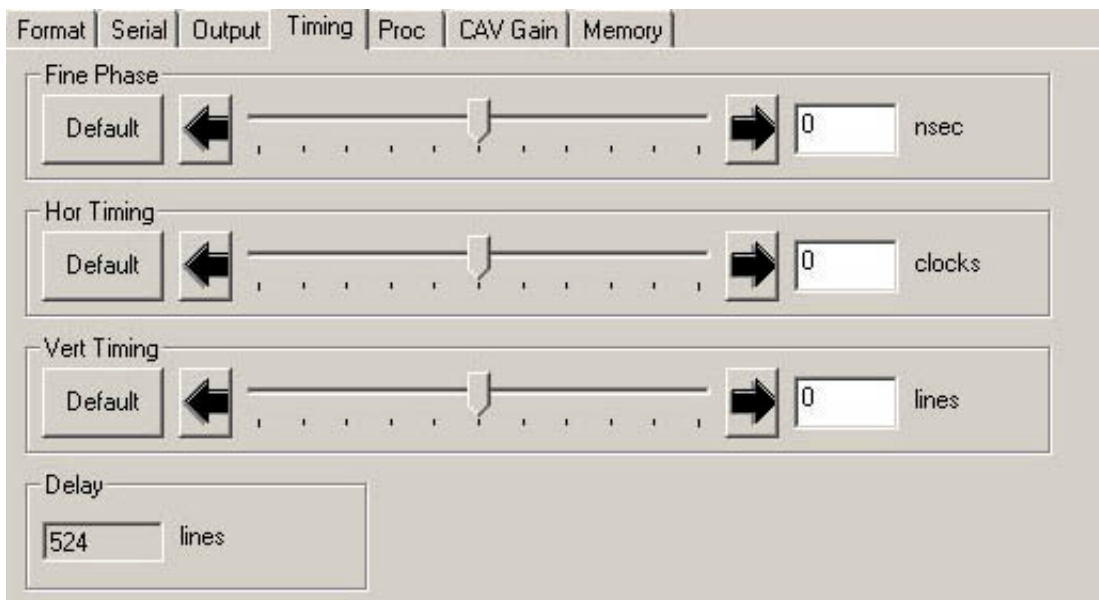 Format Serial Output Timing Proc CAV Gain Memory
Fine Phase
Default 0 nsec
Hor Timing
Default 0 clocks
Vert Timing
Default 0 lines
Delay
524 lines